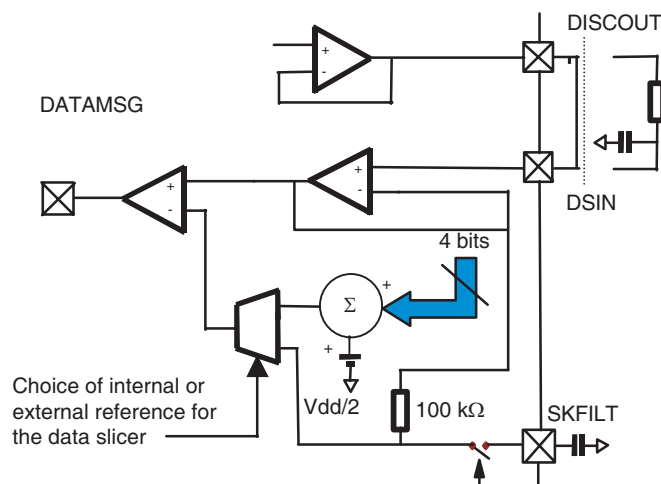 DISCOUT
+
-
DATAMSG
+
-
+
-
DSIN
4 bits
+
Σ
+
Vdd/2
Choice of internal or
external reference for
the data slicer
100 kΩ
SKFILT